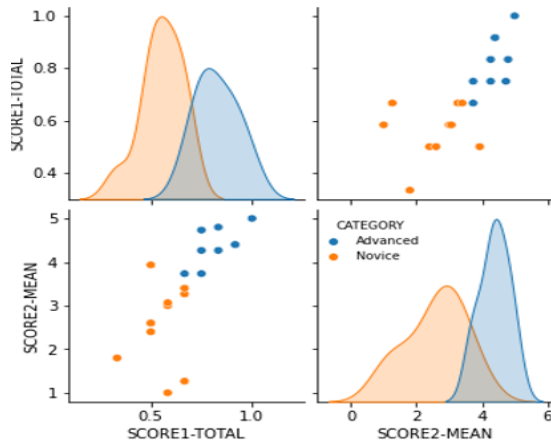 SCORE1-TOTAL
1.0
0.8
0.6
0.4
SCORE2-MEAN
5
4
3
2
1
CATEGORY
Advanced
Novice
0.5 1.0
SCORE1-TOTAL
0 2 4 6
SCORE2-MEAN